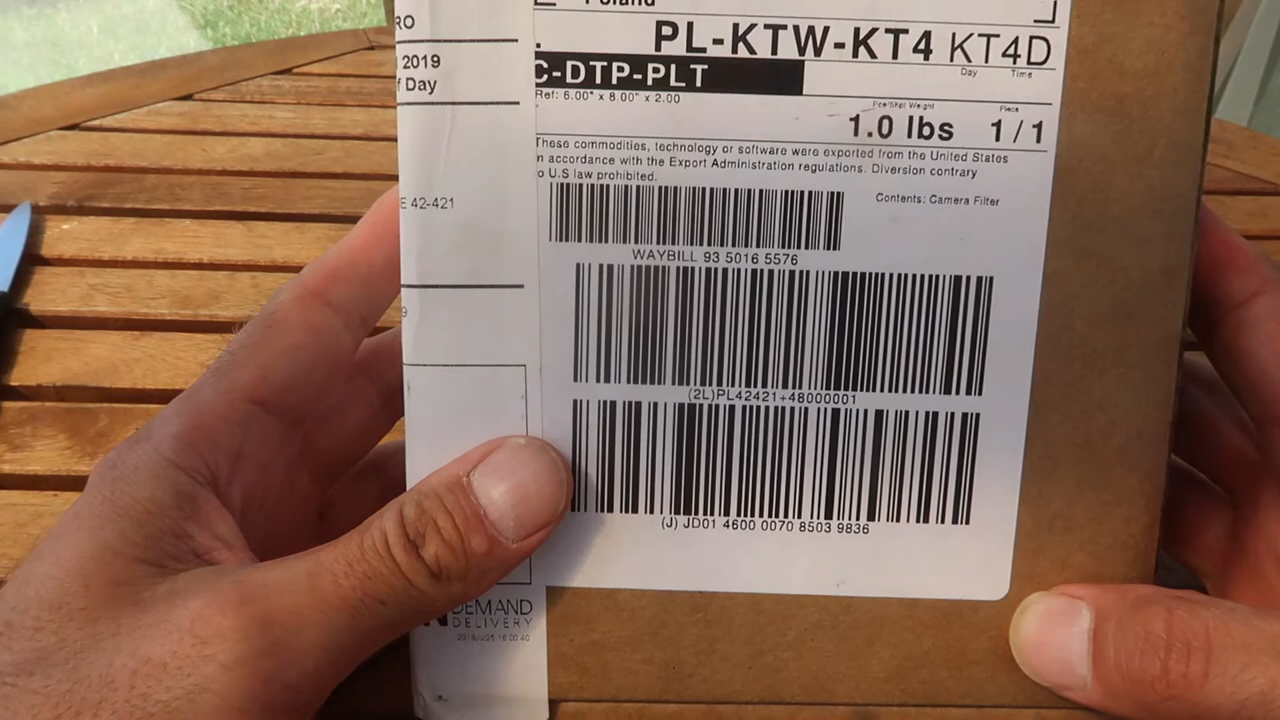 Poland
PL-KTW-KT4 KT4D
Day Time
C-DTP-PLT
Ref: 6.00" x 8.00" x 2.00
Pce/Shpt Weight Piece
1.0 lbs 1/1
These commodities, technology or software were exported from the United States
n accordance with the Export Administration regulations. Diversion contrary
o U.S law prohibited.
Contents: Camera Filter
WAYBILL 93 5016 5576
(2L)PL42421+48000001
(J) JD01 4600 0070 8503 9836
RO
2019
f Day
E 42-421
9
N DEMAND
DELIVERY